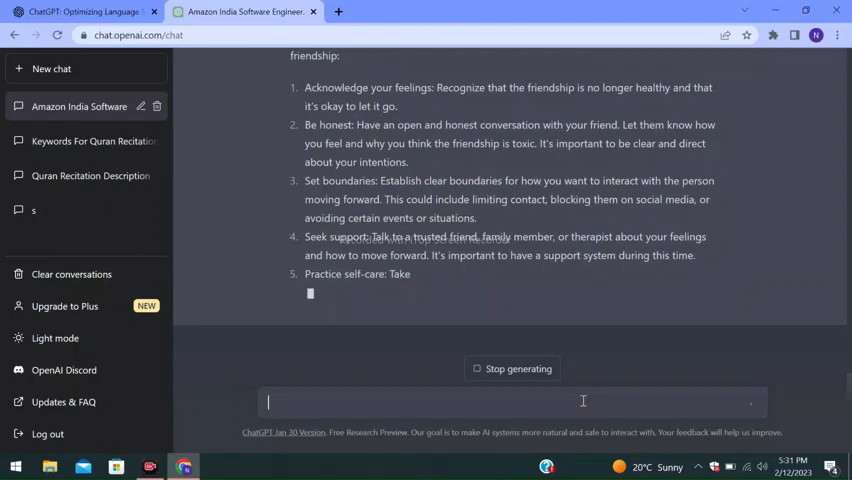 ChatGPT: Optimizing Language
Amazon India Software Engineer.
chat.openai.com/chat
N
New chat
Amazon India Software
Keywords For Quran Recitation
Quran Recitation Description
s
Clear conversations
Upgrade to Plus NEW
Light mode
OpenAI Discord
Updates & FAQ
Log out
friendship:
1. Acknowledge your feelings: Recognize that the friendship is no longer healthy and that
it's okay to let it go.
2. Be honest: Have an open and honest conversation with your friend. Let them know how
you feel and why you think the friendship is toxic. It's important to be clear and direct
about your intentions.
3. Set boundaries: Establish clear boundaries for how you want to interact with the person
moving forward. This could include limiting contact, blocking them on social media, or
avoiding certain events or situations.
4. Seek support: Talk to a trusted friend, family member, or therapist about your feelings
Recorded with iTop Screen Recorder
and how to move forward. It's important to have a support system during this time.
5. Practice self-care: Take
Stop generating
ChatGPT Jan 30 Version. Free Research Preview. Our goal is to make AI systems more natural and safe to interact with. Your feedback will help us improve.
20°C Sunny
5:31 PM
2/12/2023
4